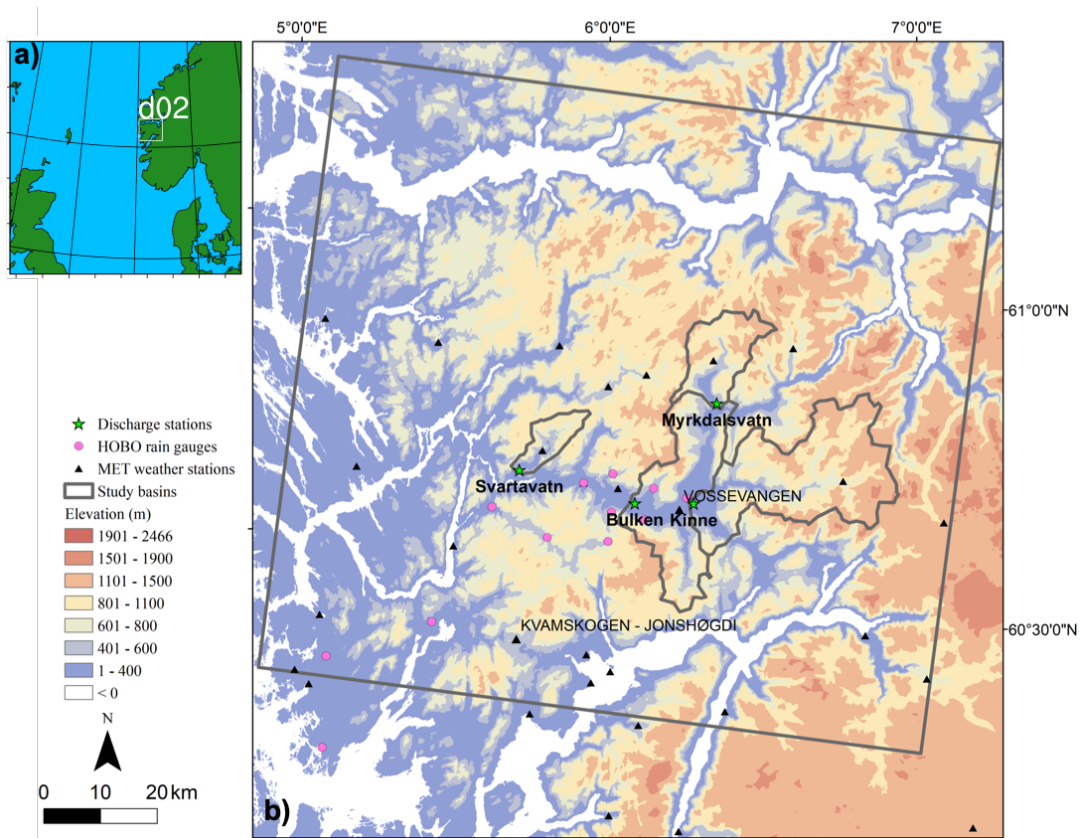 5°0'0"E 6°0'0"E 7°0'0"E
a)
d02
61°0'0"N
Myrkdalsvatn
Svartavatn
VOSSEVANGEN
Bulken Kinne
KVAMSKOGEN - JONSHØGDI
60°30'0"N
Discharge stations
HOBO rain gauges
MET weather stations
Study basins
Elevation (m)
1901 - 2466
1501 - 1900
1101 - 1500
801 - 1100
601 - 800
401 - 600
1 - 400
< 0
N
0 10 20 km
b)